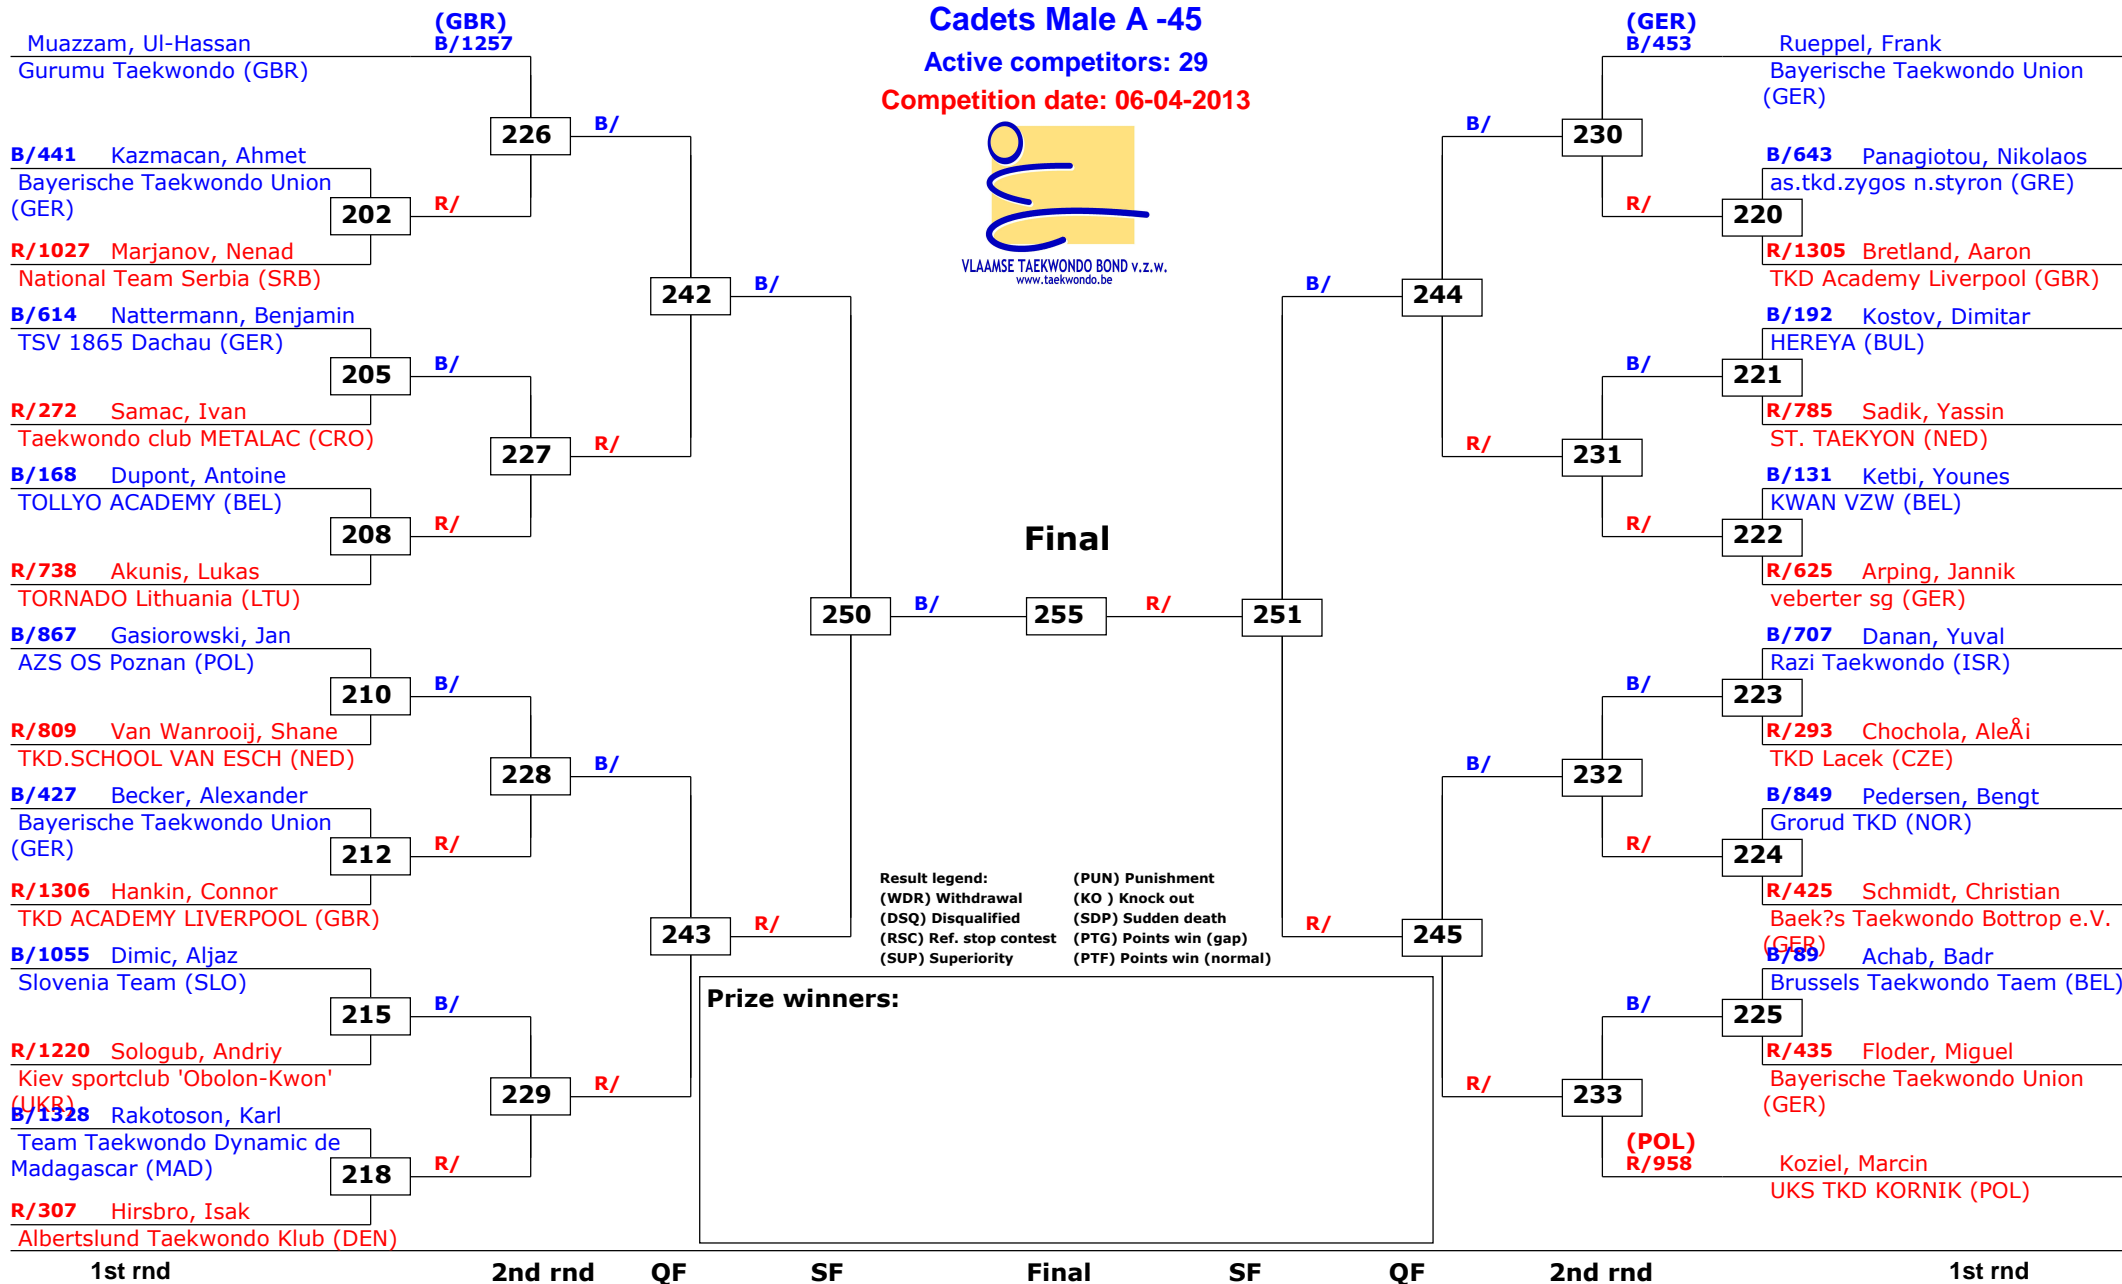 Cadets Male A -45
Active competitors: 29
Competition date: 06-04-2013
VLAAMSE TAEKWONDO BOND v.z.w.
www.taekwondo.be
(GBR)
Muazzam, Ul-Hassan B/1257
Gurumu Taekwondo (GBR)
226
B/
B/441 Kazmacan, Ahmet
Bayerische Taekwondo Union
(GER)
202
R/
R/1027 Marjanov, Nenad
National Team Serbia (SRB)
242
B/
B/614 Nattermann, Benjamin
TSV 1865 Dachau (GER)
205
B/
R/272 Samac, Ivan
Taekwondo club METALAC (CRO)
227
R/
B/168 Dupont, Antoine
TOLLYO ACADEMY (BEL)
208
R/
R/738 Akunis, Lukas
TORNADO Lithuania (LTU)
250
B/
B/867 Gasiorowski, Jan
AZS OS Poznan (POL)
210
B/
R/809 Van Wanrooij, Shane
TKD.SCHOOL VAN ESCH (NED)
228
B/
B/427 Becker, Alexander
Bayerische Taekwondo Union
(GER)
212
R/
R/1306 Hankin, Connor
TKD ACADEMY LIVERPOOL (GBR)
243
R/
B/1055 Dimic, Aljaz
Slovenia Team (SLO)
215
B/
R/1220 Sologub, Andriy
Kiev sportclub 'Obolon-Kwon'
(UKR)
229
R/
B/1328 Rakotoson, Karl
Team Taekwondo Dynamic de
Madagascar (MAD)
218
R/
R/307 Hirsbro, Isak
Albertslund Taekwondo Klub (DEN)
Final
255
R/
251
(GER)
B/453 Rueppel, Frank
Bayerische Taekwondo Union
(GER)
B/
230
B/643 Panagiotou, Nikolaos
as.tkd.zygos n.styron (GRE)
R/
220
R/1305 Bretland, Aaron
TKD Academy Liverpool (GBR)
B/
244
B/192 Kostov, Dimitar
HEREYA (BUL)
B/
221
R/785 Sadik, Yassin
ST. TAEKYON (NED)
R/
231
B/131 Ketbi, Younes
KWAN VZW (BEL)
R/
222
R/625 Arping, Jannik
veberter sg (GER)
B/707 Danan, Yuval
Razi Taekwondo (ISR)
B/
223
R/293 Chochola, AleÅi
TKD Lacek (CZE)
B/
232
B/849 Pedersen, Bengt
Grorud TKD (NOR)
R/
224
R/425 Schmidt, Christian
Baek?s Taekwondo Bottrop e.V.
(GER)
R/
245
B/89 Achab, Badr
Brussels Taekwondo Taem (BEL)
B/
225
R/435 Floder, Miguel
Bayerische Taekwondo Union
(GER)
R/
233
(POL)
R/958 Koziel, Marcin
UKS TKD KORNIK (POL)
Result legend: (PUN) Punishment
(WDR) Withdrawal (KO ) Knock out
(DSQ) Disqualified (SDP) Sudden death
(RSC) Ref. stop contest (PTG) Points win (gap)
(SUP) Superiority (PTF) Points win (normal)
Prize winners:
1st rnd 2nd rnd QF SF Final SF QF 2nd rnd 1st rnd